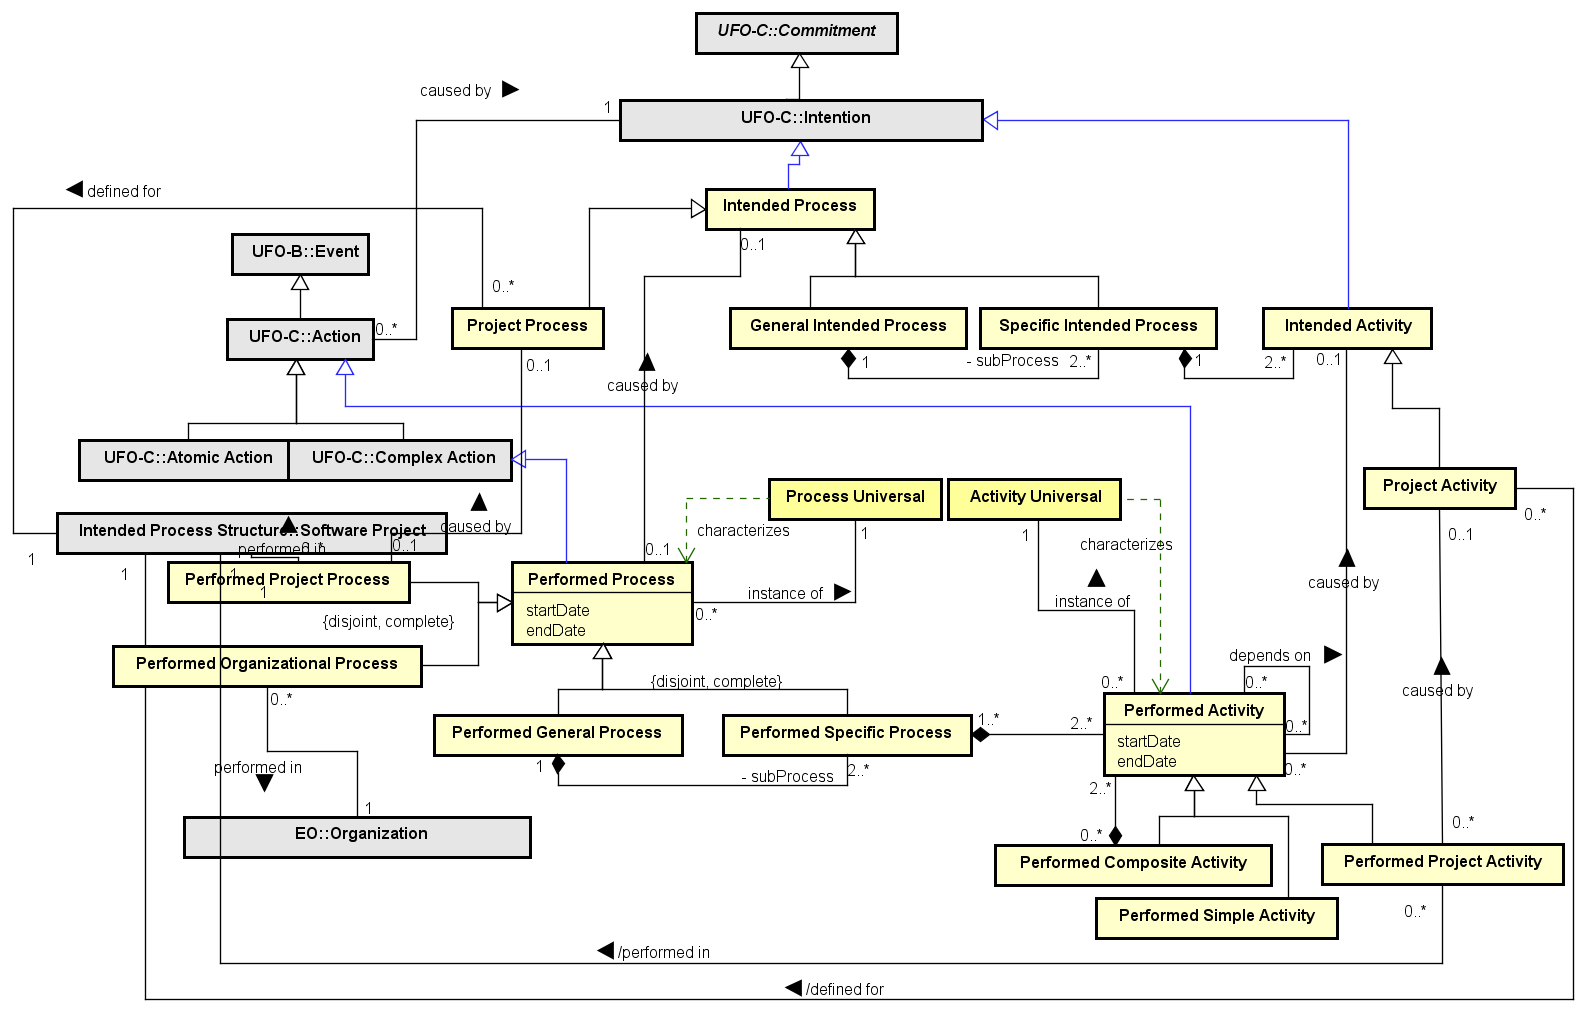 UFO-C::Commitment
caused by
1
UFO-C::Intention
defined for
Intended Process
0..1
UFO-B::Event
0..*
UFO-C::Action
0..*
Project Process
General Intended Process
Specific Intended Process
Intended Activity
0..1
1
- subProcess
2..*
1
2..*
0..1
caused by
UFO-C::Atomic Action
UFO-C::Complex Action
Process Universal
Activity Universal
Project Activity
Intended Process Structure::Software Project
caused by
characterizes
1
1
characterizes
0..*
0..1
1
1
performed in
0..*
0..1
0..1
Performed Project Process
1
1
Performed Process
startDate
endDate
instance of
0..*
instance of
caused by
{disjoint, complete}
Performed Organizational Process
0..*
{disjoint, complete}
depends on
0..*
0..*
caused by
Performed General Process
Performed Specific Process
1..*
2..*
Performed Activity
startDate
endDate
0..*
0..*
performed in
1
- subProcess
2..*
2..*
1
EO::Organization
0..*
0..*
Performed Composite Activity
Performed Project Activity
Performed Simple Activity
0..*
/performed in
/defined for